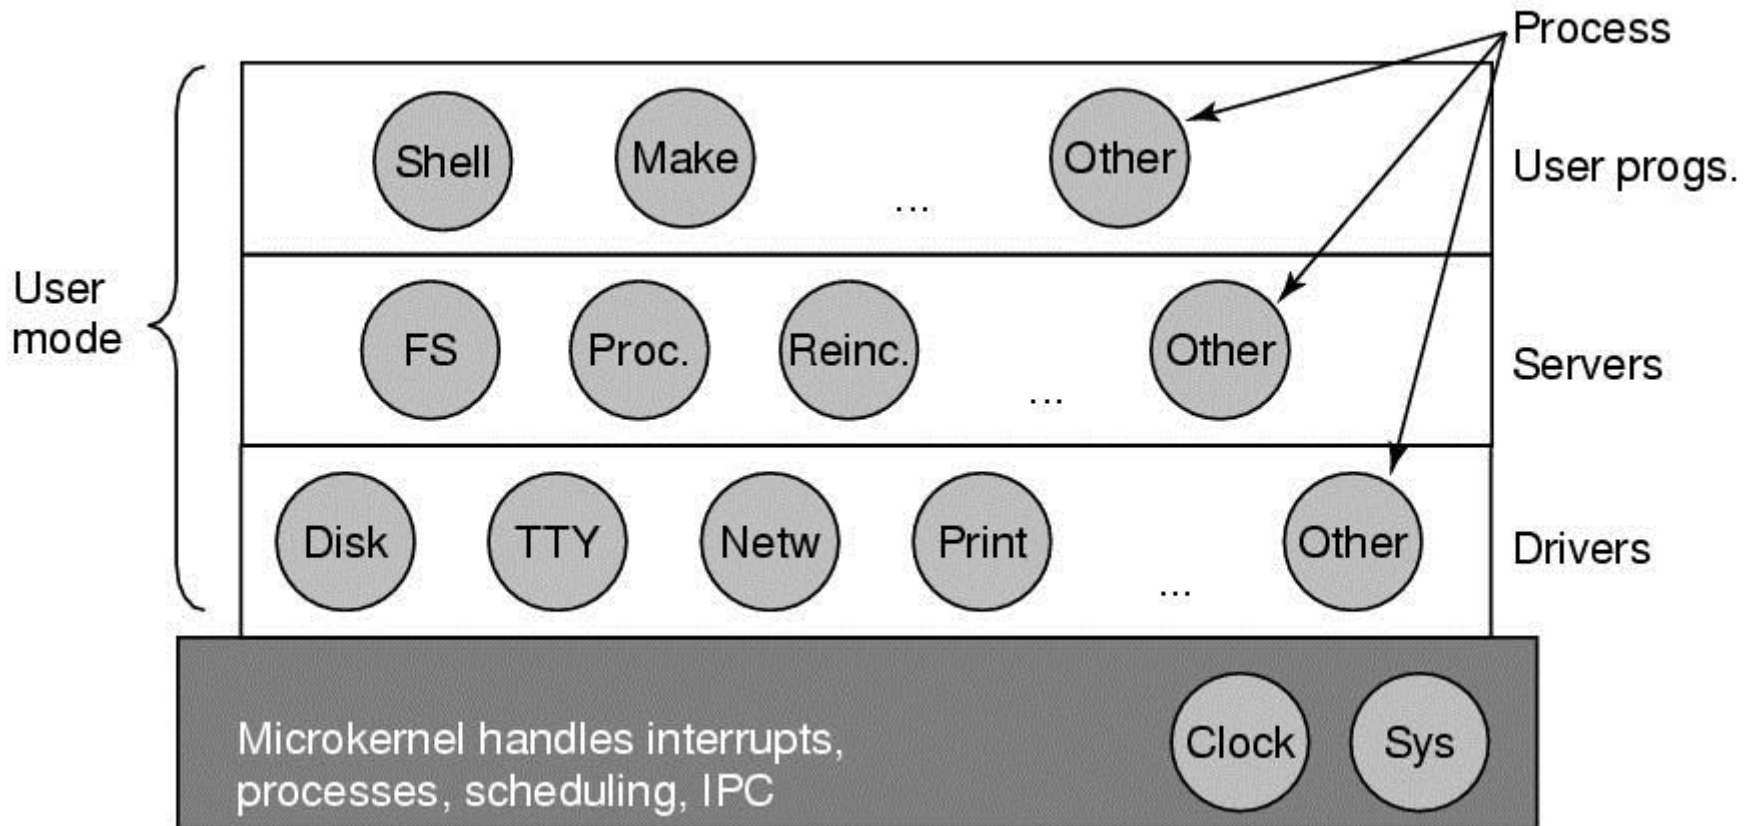 Process
Shell
Make
...
Other
User progs.
User
mode
FS
Proc.
Reinc.
...
Other
Servers
Disk
TTY
Netw
Print
...
Other
Drivers
Microkernel handles interrupts,
processes, scheduling, IPC
Clock
Sys